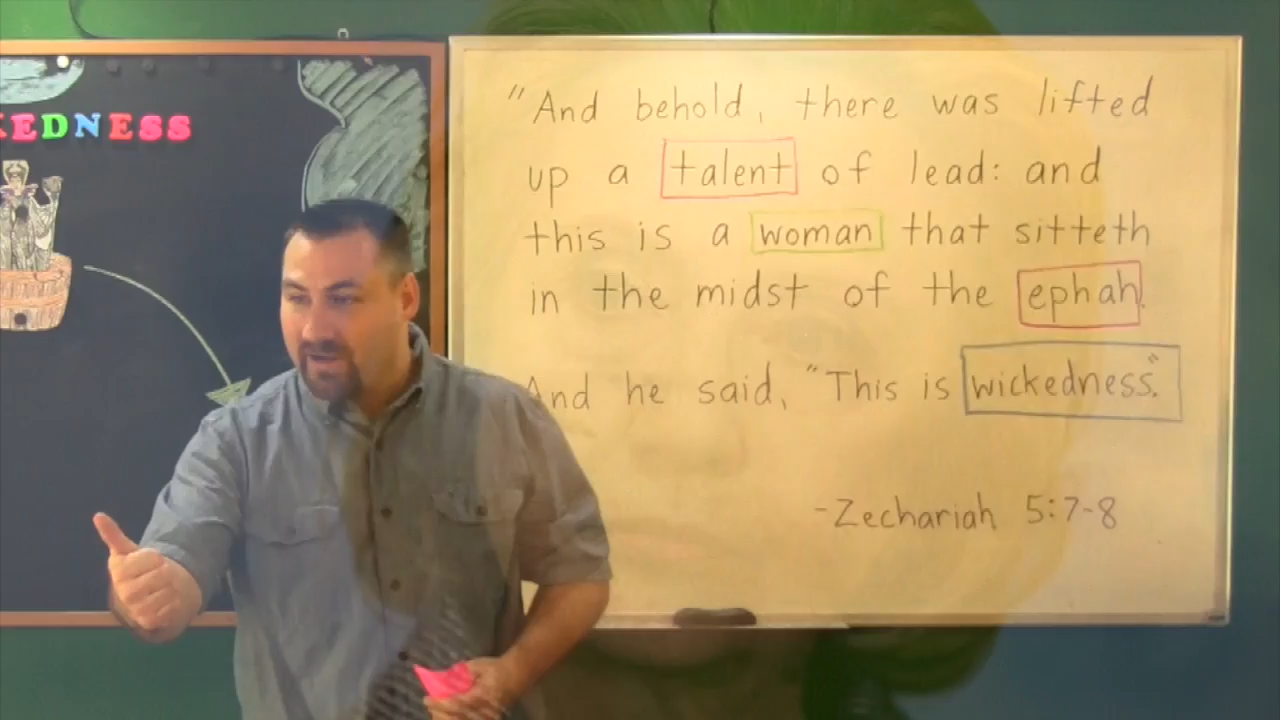 KEDNESS
"And behold, there was lifted
up a talent of lead: and
this is a woman that sitteth
in the midst of the ephah.
And he said, "This is wickedness."
-Zechariah 5:7-8